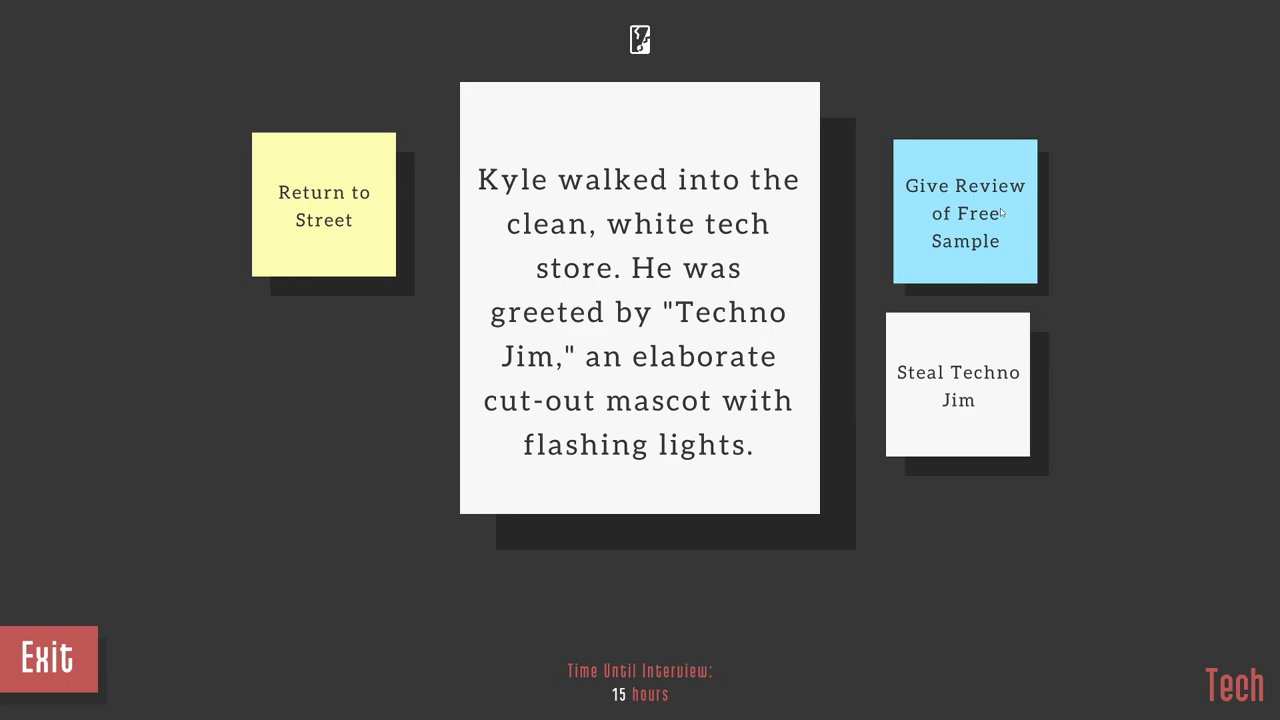 Return to
Street
Kyle walked into the
clean, white tech
store. He was
greeted by "Techno
Jim," an elaborate
cut-out mascot with
flashing lights.
Give Review
of Free
Sample
Steal Techno
Jim
Exit
Time Until Interview:
15 hours
Tech